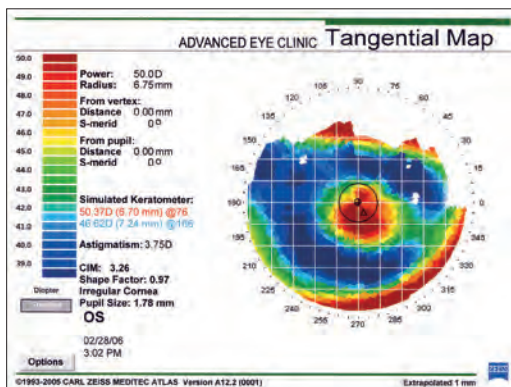 ADVANCED EYE CLINIC Tangential Map
50.0
49.0
48.0
47.0
46.0
45.0
44.0
43.0
42.0
41.0
40.0
39.0
Diopter
Power: 50.0D
Radius: 6.75mm
From vertex:
Distance 0.00mm
S-merid 0º
From pupil:
Distance 0.00mm
S-merid 0º
Simulated Keratometer:
50.37D (6.70 mm) @76
46.62D (7.24 mm) @166
Astigmatism: 3.75D
CIM: 3.26
Shape Factor: 0.97
Irregular Cornea
Pupil Size: 1.78 mm
OS
02/28/06
3:02 PM
Options
90
105
75
120
60
135
45
150
30
165
15
190
0
195
345
210
330
225
315
240
300
255
270
285
©1993-2005 CARL ZEISS MEDITEC ATLAS Version A12.2 (0001)
Extrapolated 1 mm
ZEISS